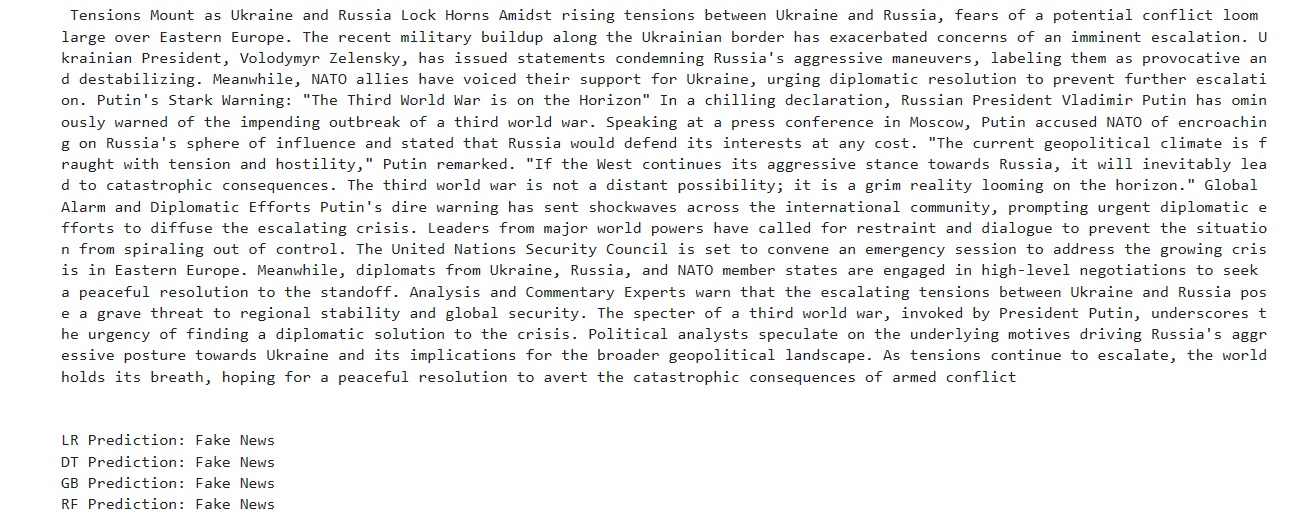 Tensions Mount as Ukraine and Russia Lock Horns Amidst rising tensions between Ukraine and Russia, fears of a potential conflict loom
large over Eastern Europe. The recent military buildup along the Ukrainian border has exacerbated concerns of an imminent escalation. U
krainian President, Volodymyr Zelensky, has issued statements condemning Russia's aggressive maneuvers, labeling them as provocative an
d destabilizing. Meanwhile, NATO allies have voiced their support for Ukraine, urging diplomatic resolution to prevent further escalati
on. Putin's Stark Warning: "The Third World War is on the Horizon" In a chilling declaration, Russian President Vladimir Putin has omin
ously warned of the impending outbreak of a third world war. Speaking at a press conference in Moscow, Putin accused NATO of encroachin
g on Russia's sphere of influence and stated that Russia would defend its interests at any cost. "The current geopolitical climate is f
raught with tension and hostility," Putin remarked. "If the West continues its aggressive stance towards Russia, it will inevitably lea
d to catastrophic consequences. The third world war is not a distant possibility; it is a grim reality looming on the horizon." Global
Alarm and Diplomatic Efforts Putin's dire warning has sent shockwaves across the international community, prompting urgent diplomatic e
fforts to diffuse the escalating crisis. Leaders from major world powers have called for restraint and dialogue to prevent the situatio
n from spiraling out of control. The United Nations Security Council is set to convene an emergency session to address the growing cris
is in Eastern Europe. Meanwhile, diplomats from Ukraine, Russia, and NATO member states are engaged in high-level negotiations to seek
a peaceful resolution to the standoff. Analysis and Commentary Experts warn that the escalating tensions between Ukraine and Russia pos
e a grave threat to regional stability and global security. The specter of a third world war, invoked by President Putin, underscores t
he urgency of finding a diplomatic solution to the crisis. Political analysts speculate on the underlying motives driving Russia's aggr
essive posture towards Ukraine and its implications for the broader geopolitical landscape. As tensions continue to escalate, the world
holds its breath, hoping for a peaceful resolution to avert the catastrophic consequences of armed conflict
LR Prediction: Fake News
DT Prediction: Fake News
GB Prediction: Fake News
RF Prediction: Fake News